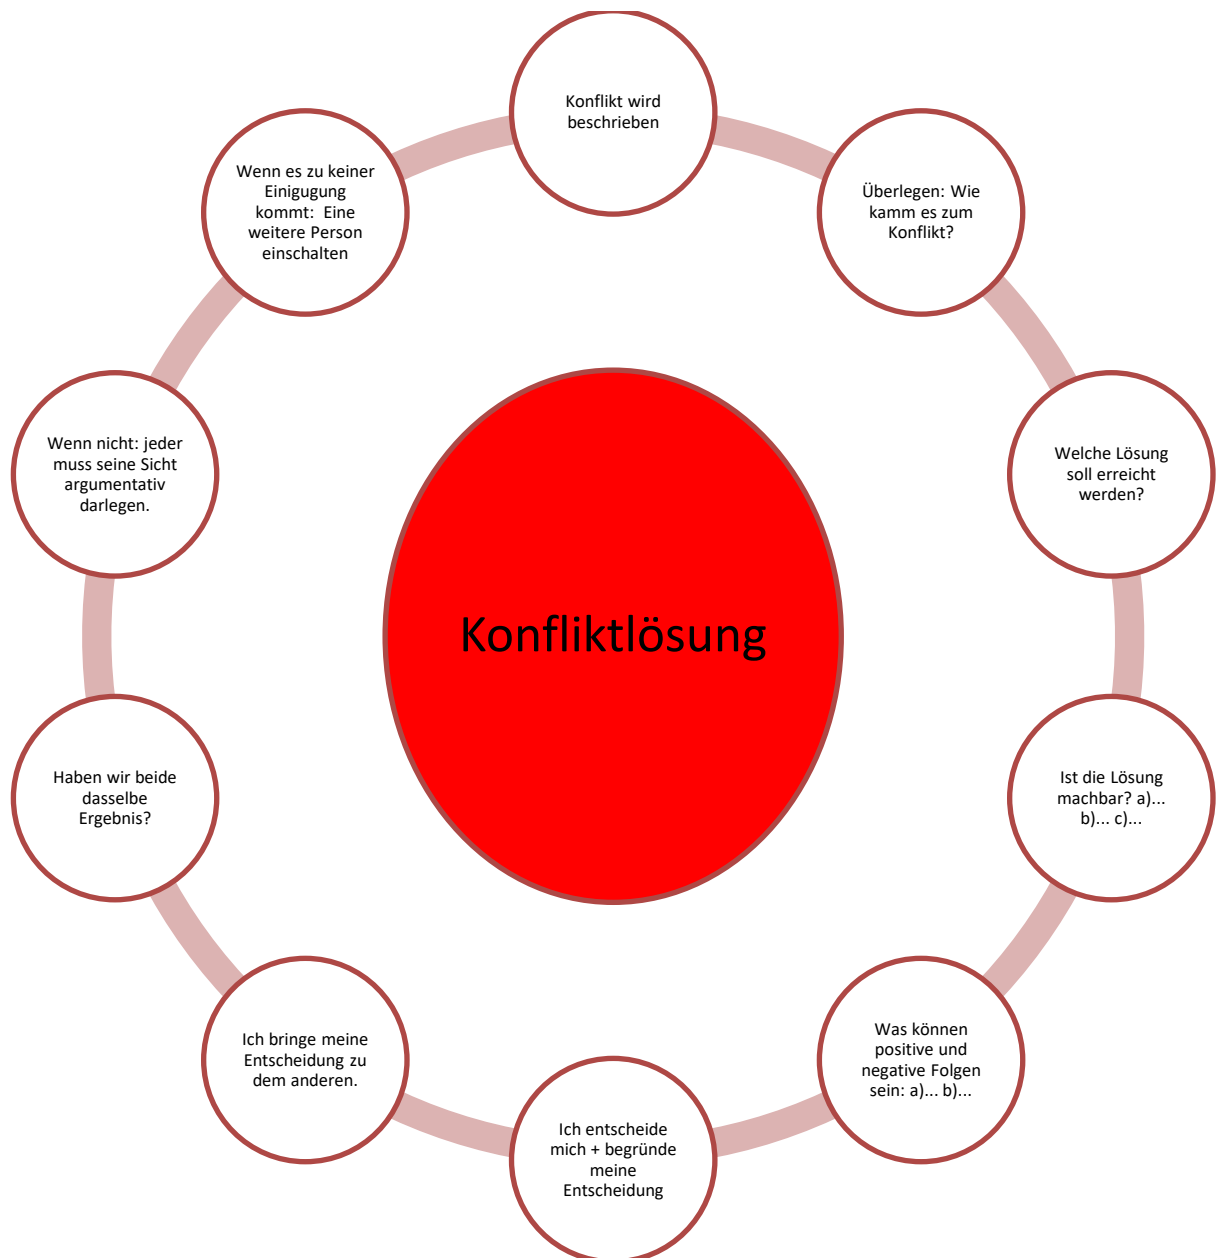 Konflikt wird
beschrieben
Überlegen: Wie
kamm es zum
Konflikt?
Welche Lösung
soll erreicht
werden?
Ist die Lösung
machbar? a)...
b)... c)...
Was können
positive und
negative Folgen
sein: a)... b)...
Ich entscheide
mich + begründe
meine
Entscheidung
Ich bringe meine
Entscheidung zu
dem anderen.
Haben wir beide
dasselbe
Ergebnis?
Wenn nicht: jeder
muss seine Sicht
argumentativ
darlegen.
Wenn es zu keiner
Einigugung
kommt:  Eine
weitere Person
einschalten
Konfliktlösung